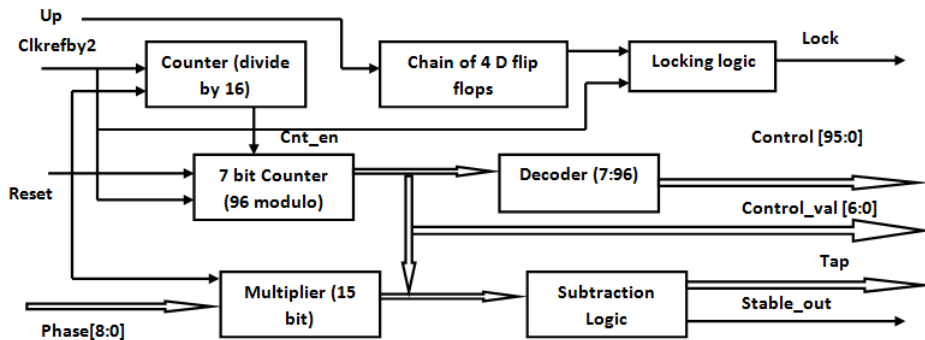 Up
Clkrefby2
Counter (divide
by 16)
Chain of 4 D flip
flops
Locking logic
Lock
Cnt_en
Control [95:0]
7 bit Counter
(96 modulo)
Decoder (7:96)
Reset
Control_val [6:0]
Tap
Multiplier (15
bit)
Subtraction
Logic
Stable_out
Phase[8:0]